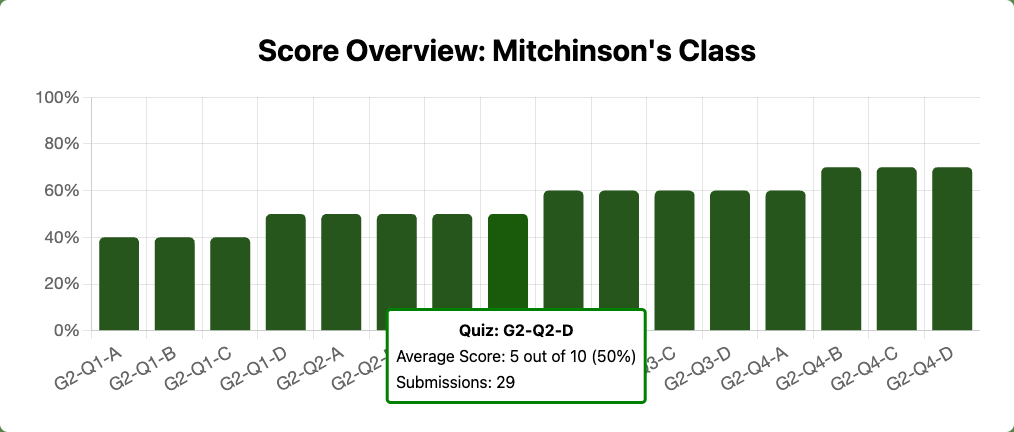 Score Overview: Mitchinson's Class
100%
80%
60%
40%
20%
0%
G2-Q1-A
G2-Q1-B
G2-Q1-C
G2-Q1-D
G2-Q2-A
Quiz: G2-Q2-D
Average Score: 5 out of 10 (50%)
Submissions: 29
G2-Q3-D
G2-Q4-A
G2-Q4-B
G2-Q4-C
G2-Q4-D